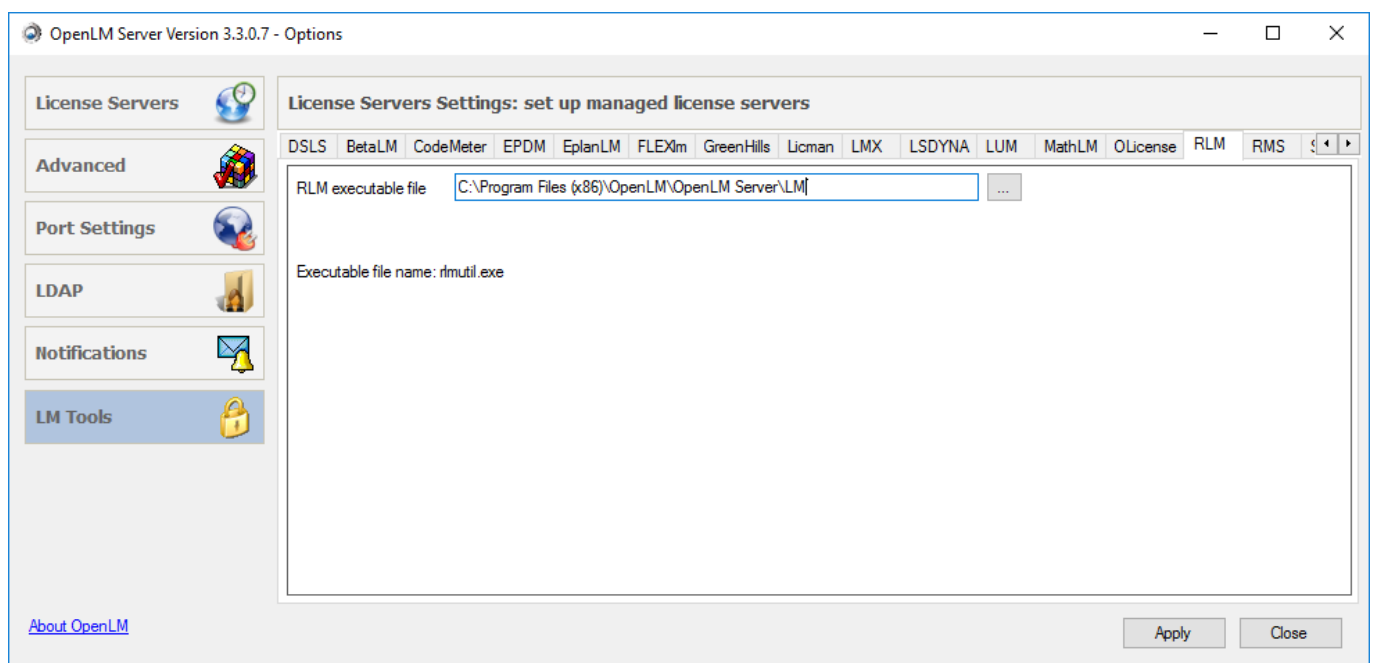 OpenLM Server Version 3.3.0.7 - Options
License Servers
Advanced
Port Settings
LDAP
Notifications
LM Tools
License Servers Settings: set up managed license servers
DSLS BetaLM CodeMeter EPDM EplanLM FLEXlm GreenHills Licman LMX LSDYNA LUM MathLM OLicense RLM RMS
RLM executable file C:\Program Files (x86)\OpenLM\OpenLM Server\LM ...
Executable file name: rlmutil.exe
About OpenLM
Apply Close